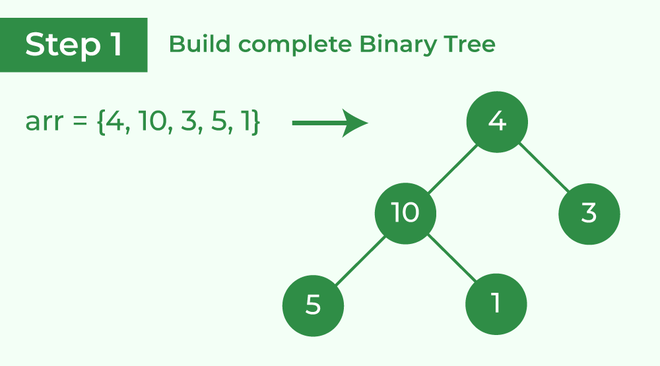 Step 1
Build complete Binary Tree
arr = {4, 10, 3, 5, 1}
4
10
3
5
1